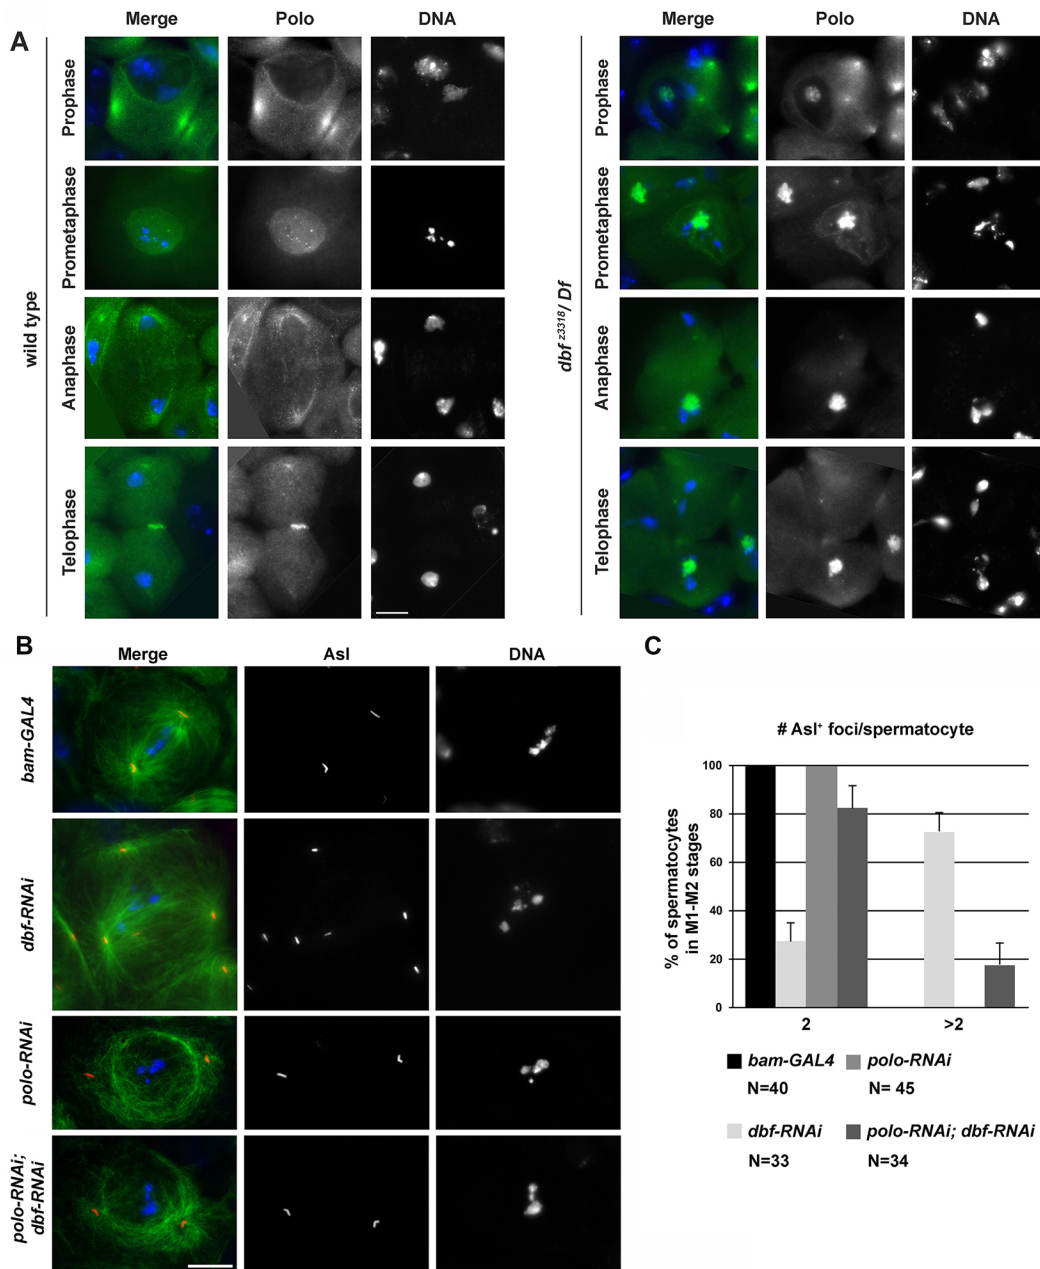 A
Merge Polo DNA
Merge Polo DNA
wild type
Prophase
Prometaphase
Anaphase
Telophase
dbf z3318/ Df
Prophase
Prometaphase
Anaphase
Telophase
B
Merge Asl DNA
bam-GAL4
dbf-RNAi
polo-RNAi
polo-RNAi;
dbf-RNAi
C
# Asl+ foci/spermatocyte
% of spermatocytes
in M1-M2 stages
100
80
60
40
20
0
2 >2
bam-GAL4 polo-RNAi
N=40 N= 45
dbf-RNAi polo-RNAi; dbf-RNAi
N=33 N=34